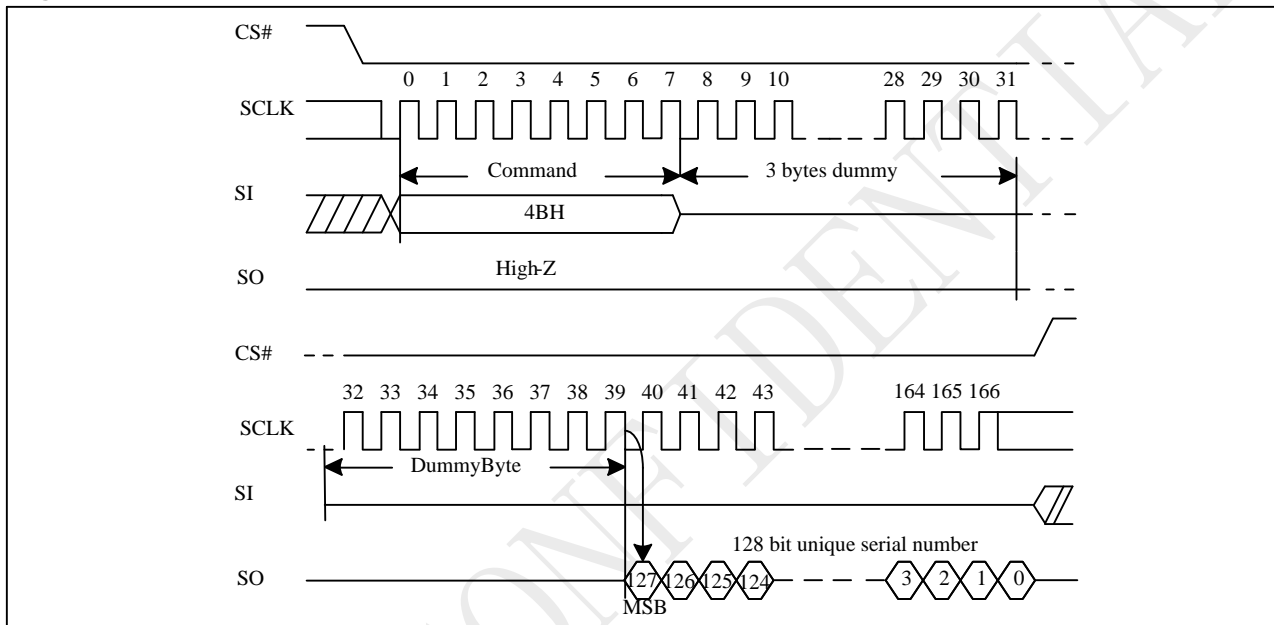 CS#
0 1 2 3 4 5 6 7 8 9 10 28 29 30 31
SCLK
Command 3 bytes dummy
SI
4BH
High-Z
SO
CS#
32 33 34 35 36 37 38 39 40 41 42 43 164 165 166
SCLK
DummyByte
SI
128 bit unique serial number
SO 127 126 125 124 3 2 1 0
MSB